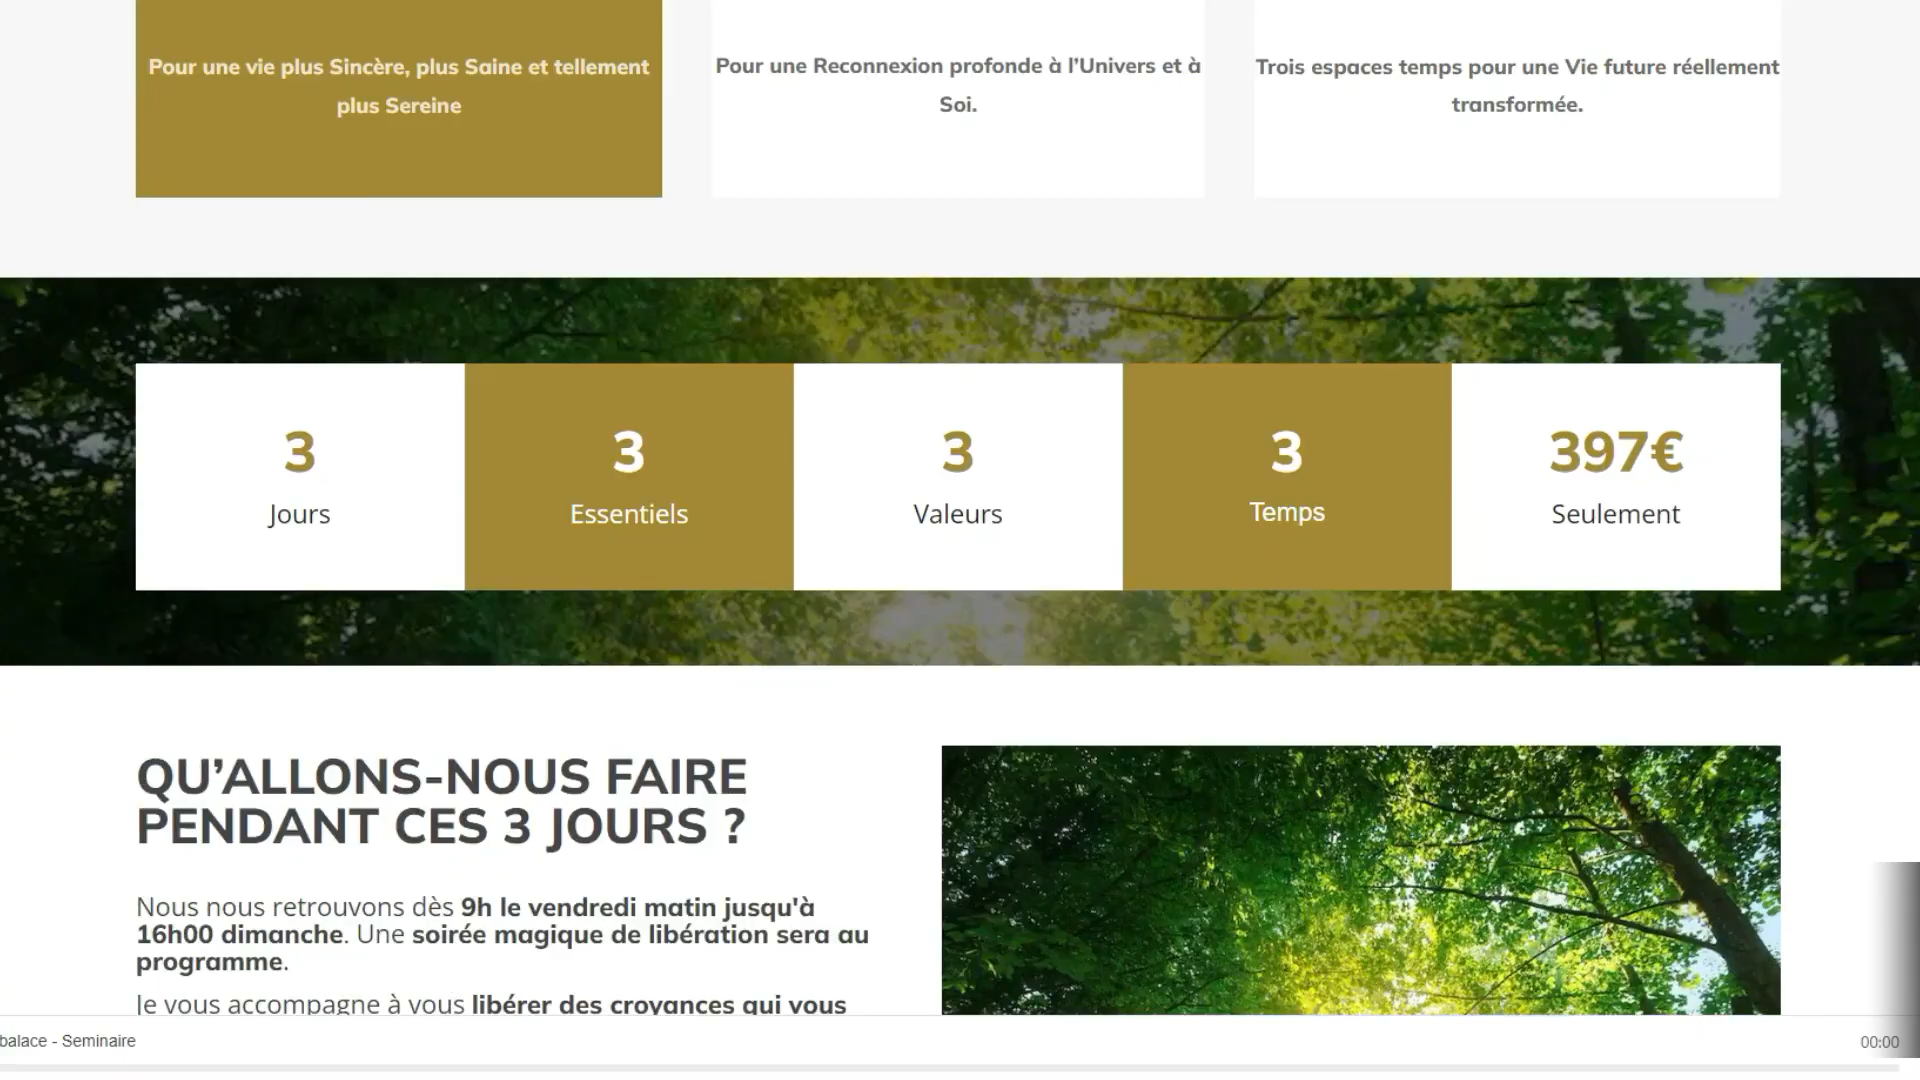 Pour une vie plus Sincère, plus Saine et tellement
plus Sereine
Pour une Reconnexion profonde à l’Univers et à
Soi.
Trois espaces temps pour une Vie future réellement
transformée.
3
Jours
3
Essentiels
3
Valeurs
3
Temps
397€
Seulement
QU’ALLONS-NOUS FAIRE
PENDANT CES 3 JOURS ?
Nous nous retrouvons dès 9h le vendredi matin jusqu'à
16h00 dimanche. Une soirée magique de libération sera au
programme.
Je vous accompagne à vous libérer des croyances qui vous
balace - Seminaire
00:00